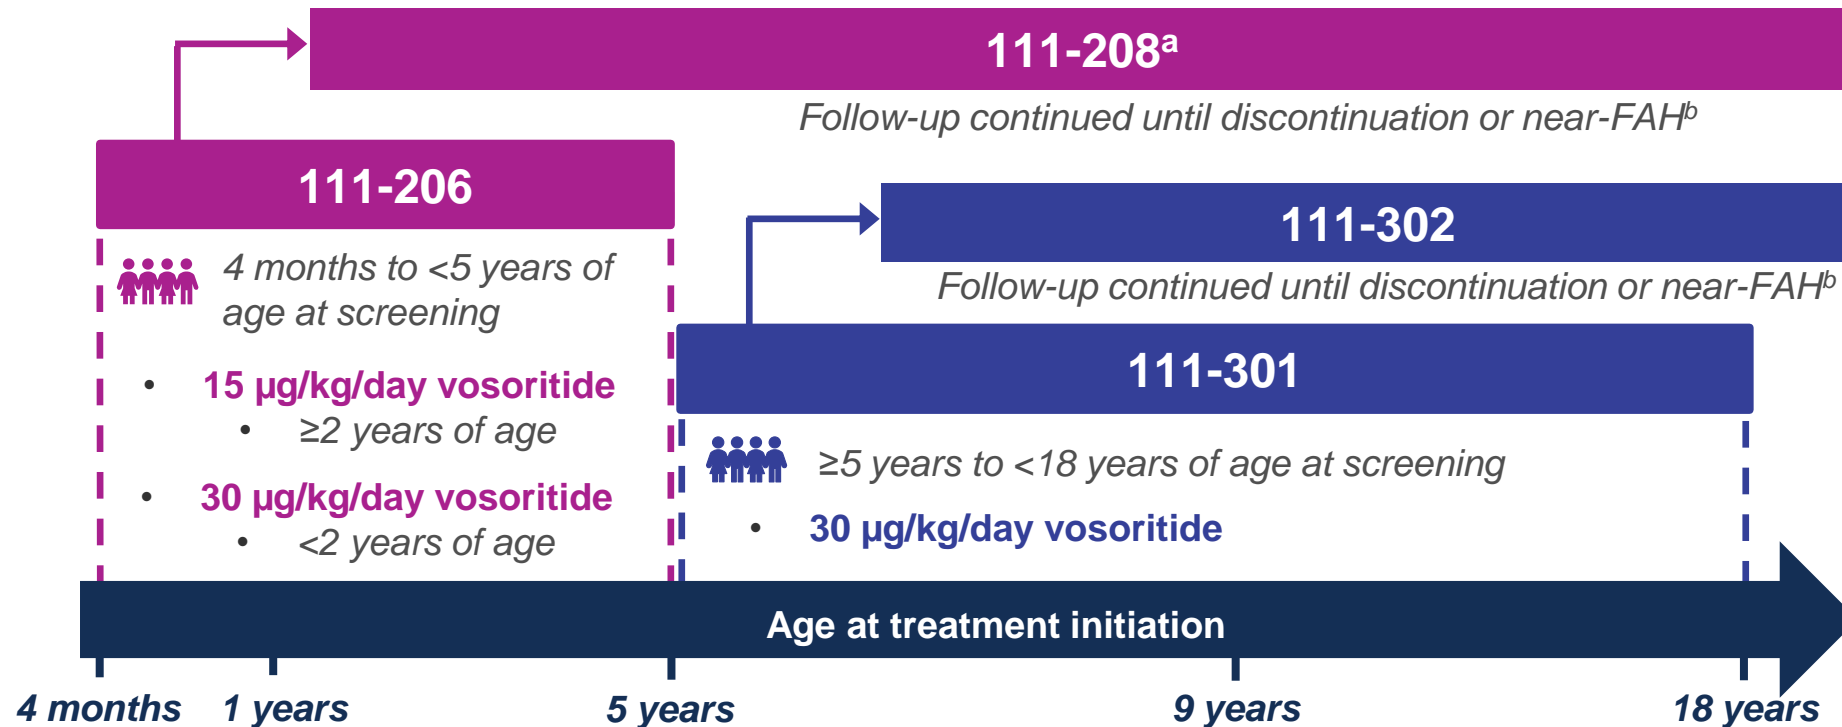 111-208ᵃ
Follow-up continued until discontinuation or near-FAHᵇ
111-206
111-302
4 months to <5 years of
age at screening
Follow-up continued until discontinuation or near-FAHᵇ
111-301
• 15 µg/kg/day vosoritide
• ≥2 years of age
• 30 µg/kg/day vosoritide
• <2 years of age
≥5 years to <18 years of age at screening
• 30 µg/kg/day vosoritide
Age at treatment initiation
4 months 1 years 5 years 9 years 18 years